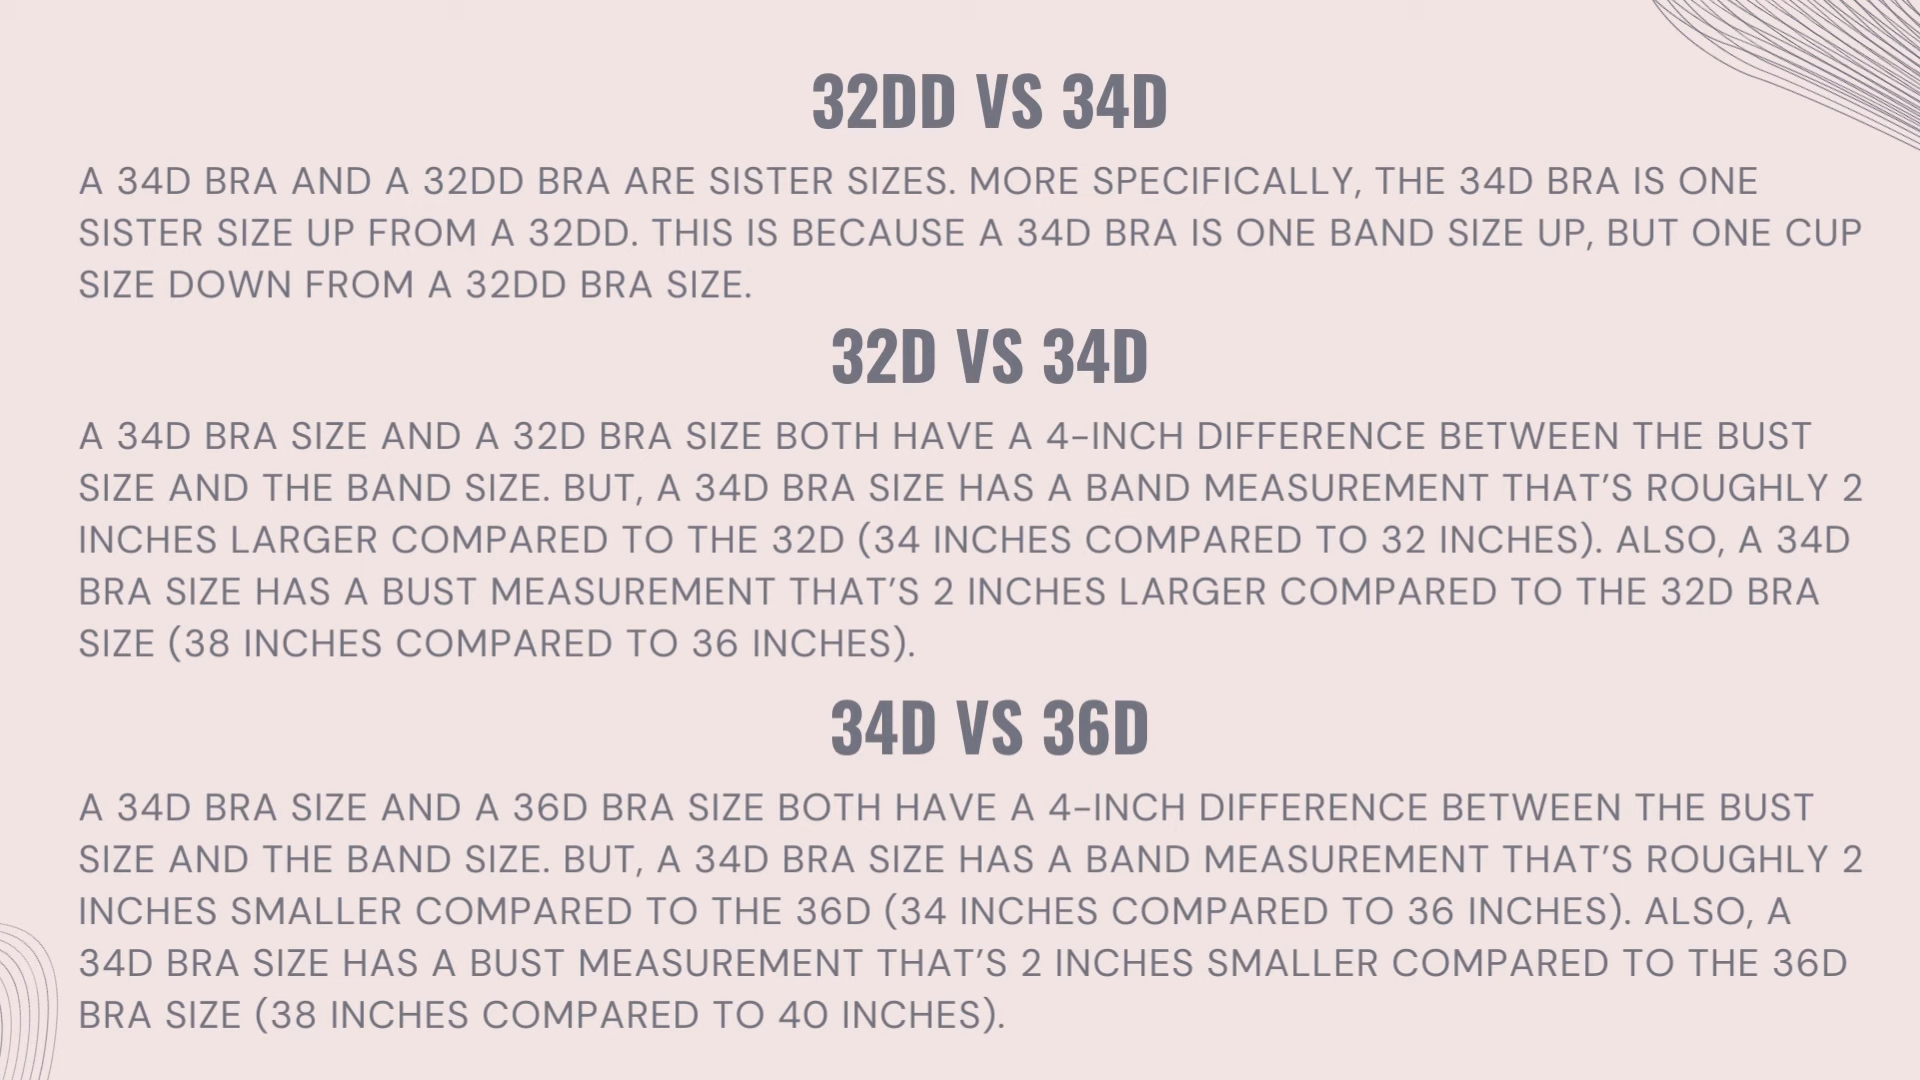 32DD VS 34D
A 34D BRA AND A 32DD BRA ARE SISTER SIZES. MORE SPECIFICALLY, THE 34D BRA IS ONE
SISTER SIZE UP FROM A 32DD. THIS IS BECAUSE A 34D BRA IS ONE BAND SIZE UP, BUT ONE CUP
SIZE DOWN FROM A 32DD BRA SIZE.
32D VS 34D
A 34D BRA SIZE AND A 32D BRA SIZE BOTH HAVE A 4-INCH DIFFERENCE BETWEEN THE BUST
SIZE AND THE BAND SIZE. BUT, A 34D BRA SIZE HAS A BAND MEASUREMENT THAT’S ROUGHLY 2
INCHES LARGER COMPARED TO THE 32D (34 INCHES COMPARED TO 32 INCHES). ALSO, A 34D
BRA SIZE HAS A BUST MEASUREMENT THAT’S 2 INCHES LARGER COMPARED TO THE 32D BRA
SIZE (38 INCHES COMPARED TO 36 INCHES).
34D VS 36D
A 34D BRA SIZE AND A 36D BRA SIZE BOTH HAVE A 4-INCH DIFFERENCE BETWEEN THE BUST
SIZE AND THE BAND SIZE. BUT, A 34D BRA SIZE HAS A BAND MEASUREMENT THAT’S ROUGHLY 2
INCHES SMALLER COMPARED TO THE 36D (34 INCHES COMPARED TO 36 INCHES). ALSO, A
34D BRA SIZE HAS A BUST MEASUREMENT THAT’S 2 INCHES SMALLER COMPARED TO THE 36D
BRA SIZE (38 INCHES COMPARED TO 40 INCHES).